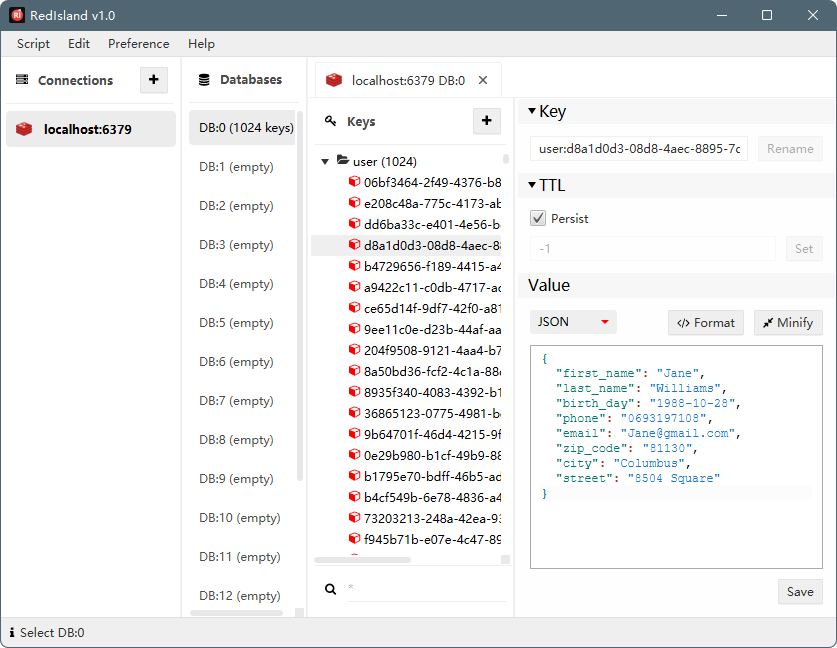 RedIsland v1.0
Script Edit Preference Help
Connections
+
localhost:6379
Databases
DB:0 (1024 keys)
DB:1 (empty)
DB:2 (empty)
DB:3 (empty)
DB:4 (empty)
DB:5 (empty)
DB:6 (empty)
DB:7 (empty)
DB:8 (empty)
DB:9 (empty)
DB:10 (empty)
DB:11 (empty)
DB:12 (empty)
localhost:6379 DB:0
Keys
+
user (1024)
06bf3464-2f49-4376-b8
e208c48a-775c-4173-ab
dd6ba33c-e401-4e56-b
d8a1d0d3-08d8-4aec-8
b4729656-f189-4415-a4
a9422c11-c0db-4717-a
ce65d14f-9df7-42f0-a81
9ee11c0e-d23b-44af-aa
204f9508-9121-4aa4-b7
8a50bd36-fcf2-4c1a-88
8935f340-4083-4392-b1
36865123-0775-4981-b
9b64701f-46d4-4215-9f
0e29b980-b1cf-49b9-88
b1795e70-bdff-46b5-a
b4cf549b-6e78-4836-a4
73203213-248a-42ea-9
f945b71b-e07e-4c47-89
*
Key
user:d8a1d0d3-08d8-4aec-8895-7c
Rename
TTL
Persist
-1
Set
Value
JSON
</> Format
Minify
{
"first_name": "Jane",
"last_name": "Williams",
"birth_day": "1988-10-28",
"phone": "0693197108",
"email": "Jane@gmail.com",
"zip_code": "81130",
"city": "Columbus",
"street": "8504 Square"
}
Save
Select DB:0